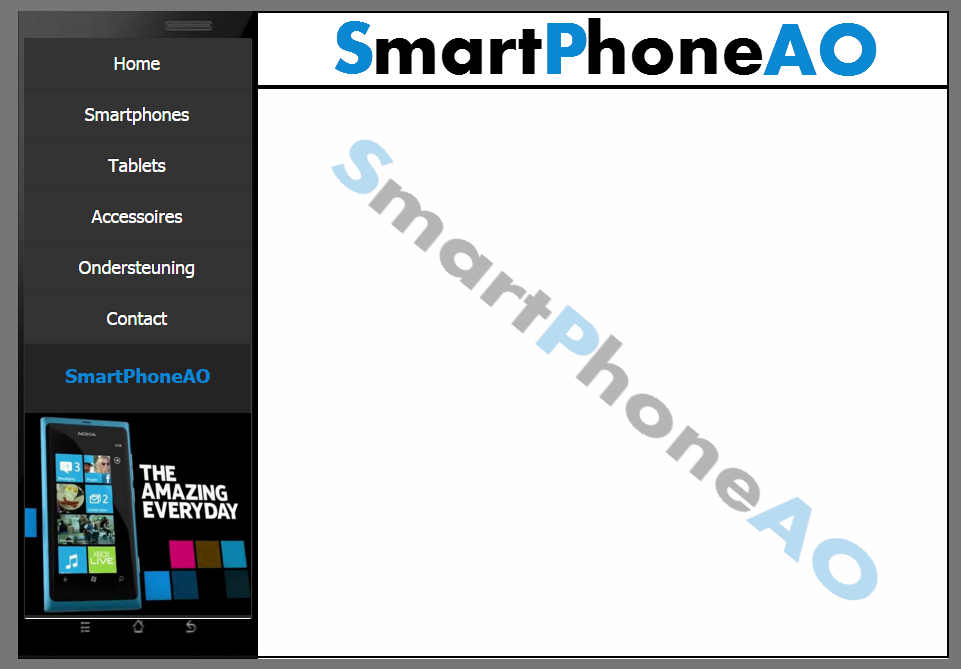 SmartPhoneAO
Home
Smartphones
Tablets
Accessoires
Ondersteuning
Contact
SmartPhoneAO
NOKIA
3
2
XBOX
LIVE
THE
AMAZING
EVERYDAY
SmartPhoneAO